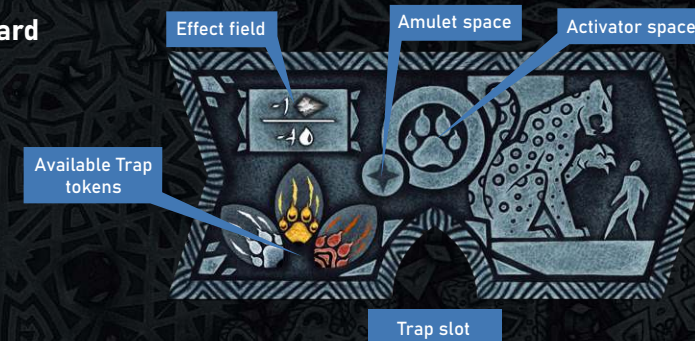 ard
Effect field
Amulet space
Activator space
-1
-1
Available Trap
tokens
Trap slot